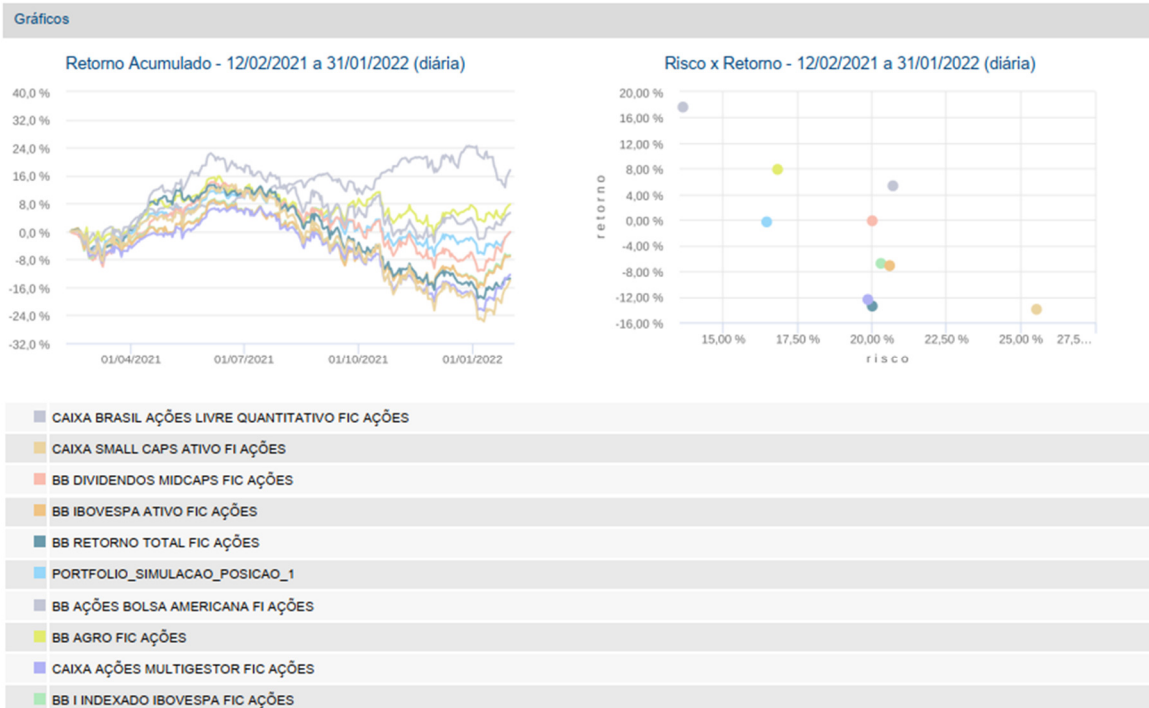 Gráficos
Retorno Acumulado - 12/02/2021 a 31/01/2022 (diária)
40,0 %
32,0 %
24,0 %
16,0 %
8,0 %
0,0 %
-8,0 %
-16,0 %
-24,0 %
-32,0 %
01/04/2021
01/07/2021
01/10/2021
01/01/2022
Risco x Retorno - 12/02/2021 a 31/01/2022 (diária)
retorno
20,00 %
16,00 %
12,00 %
8,00 %
4,00 %
0,00 %
-4,00 %
-8,00 %
-12,00 %
-16,00 %
15,00 %
17,50 %
20,00 %
22,50 %
25,00 %
27,5...
risco
CAIXA BRASIL AÇÕES LIVRE QUANTITATIVO FIC AÇÕES
CAIXA SMALL CAPS ATIVO FI AÇÕES
BB DIVIDENDOS MIDCAPS FIC AÇÕES
BB IBOVESPA ATIVO FIC AÇÕES
BB RETORNO TOTAL FIC AÇÕES
PORTFOLIO_SIMULACAO_POSICAO_1
BB AÇÕES BOLSA AMERICANA FI AÇÕES
BB AGRO FIC AÇÕES
CAIXA AÇÕES MULTIGESTOR FIC AÇÕES
BB I INDEXADO IBOVESPA FIC AÇÕES